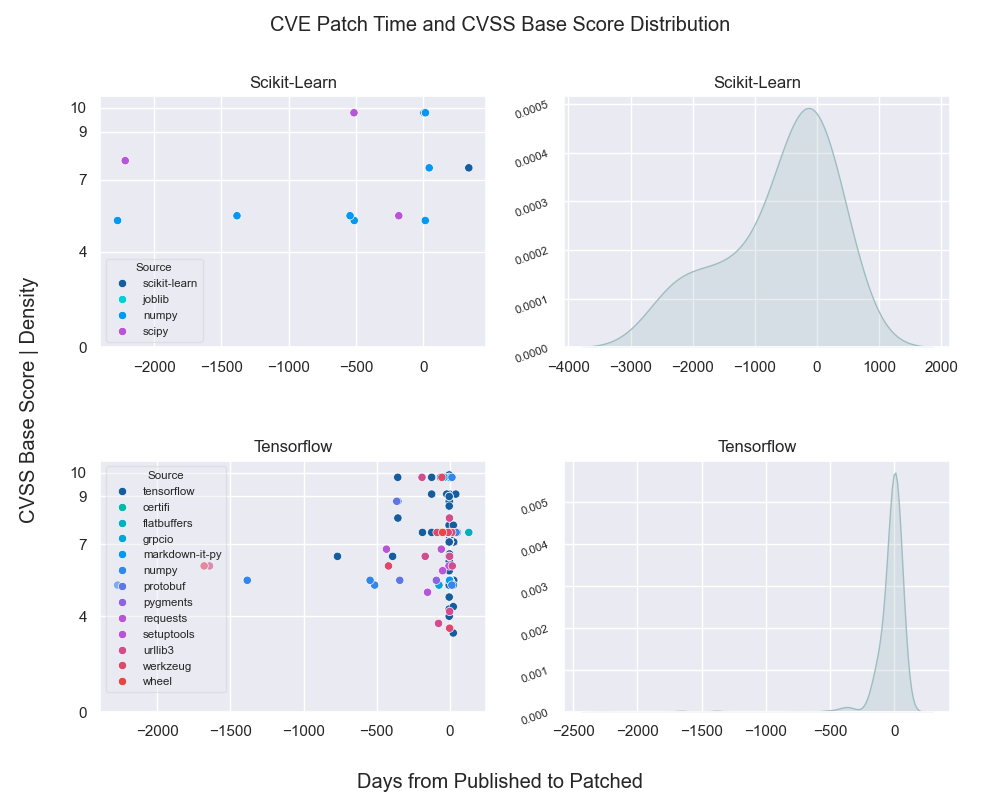 CVE Patch Time and CVSS Base Score Distribution
CVSS Base Score | Density
Scikit-Learn
10
9
7
4
0
Source
scikit-learn
joblib
numpy
scipy
−2000 −1500 −1000 −500 0
Scikit-Learn
0.0005
0.0004
0.0003
0.0002
0.0001
0.0000
−4000 −3000 −2000 −1000 0 1000 2000
Tensorflow
10
9
7
4
0
Source
tensorflow
certifi
flatbuffers
grpcio
markdown-it-py
numpy
protobuf
pygments
requests
setuptools
urllib3
werkzeug
wheel
−2000 −1500 −1000 −500 0
Tensorflow
0.005
0.004
0.003
0.002
0.001
0.000
−2500 −2000 −1500 −1000 −500 0
Days from Published to Patched